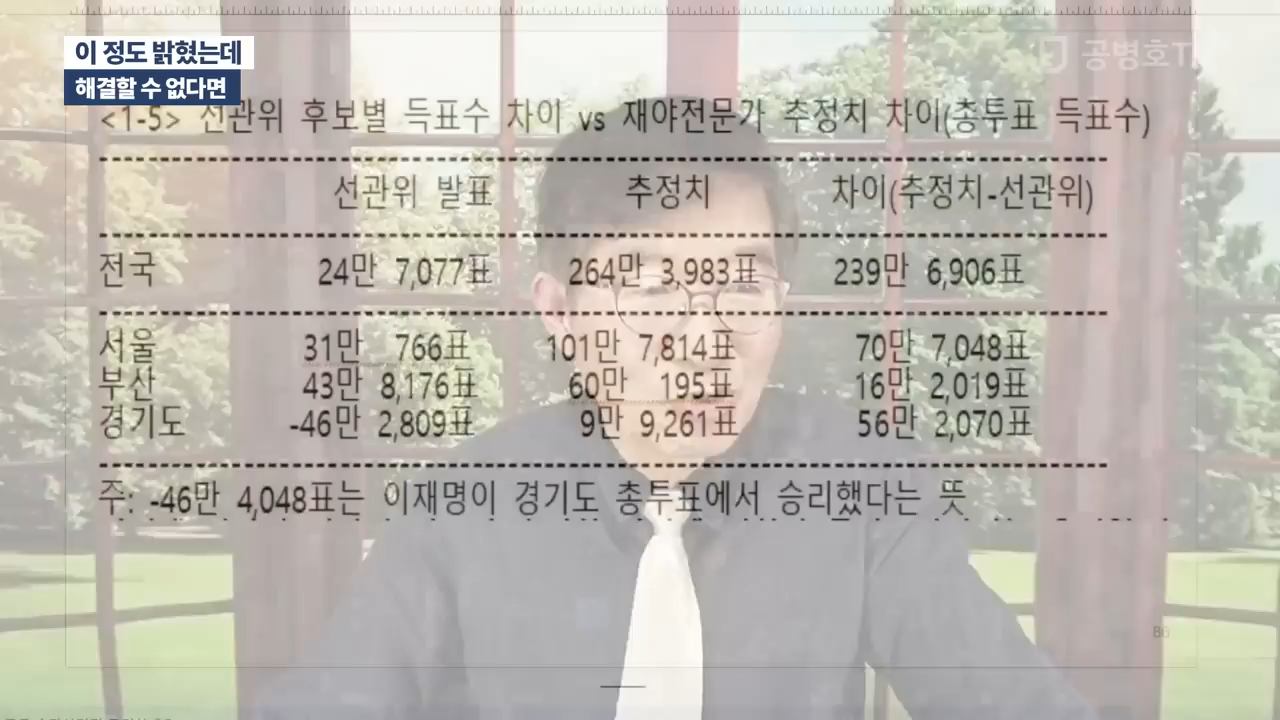 이 정도 밝혔는데
해결할 수 없다면
공병호T
<1-5> 선관위 후보별 득표수 차이 vs 재야전문가 추정치 차이(총투표 득표수)
선관위 발표 추정치 차이(추정치-선관위)
전국 24만 7,077표 264만 3,983표 239만 6,906표
서울 31만 766표 101만 7,814표 70만 7,048표
부산 43만 8,176표 60만 195표 16만 2,019표
경기도 -46만 2,809표 9만 9,261표 56만 2,070표
주: -46만 4,048표는 이재명이 경기도 총투표에서 승리했다는 뜻
86